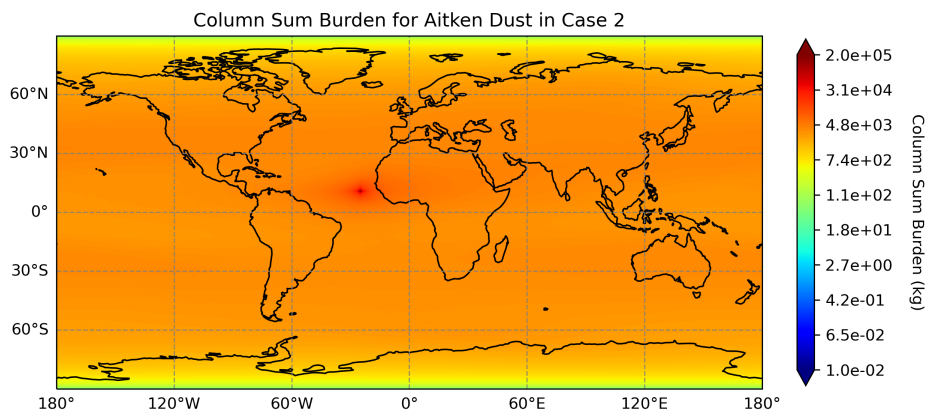 Column Sum Burden for Aitken Dust in Case 2
60°N
30°N
0°
30°S
60°S
180°
120°W
60°W
0°
60°E
120°E
180°
2.0e+05
3.1e+04
4.8e+03
7.4e+02
1.1e+02
1.8e+01
2.7e+00
4.2e-01
6.5e-02
1.0e-02
Column Sum Burden (kg)